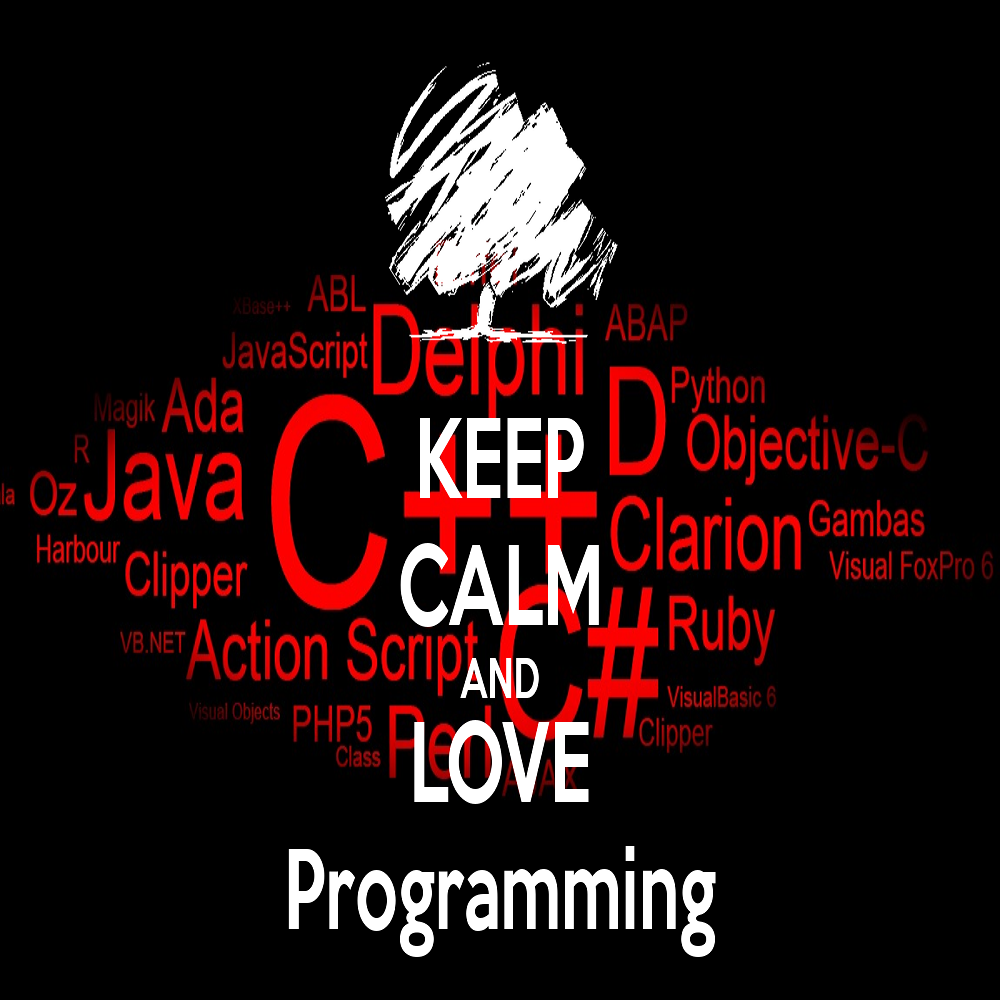 XBase++
ABL
Delphi
ABAP
JavaScript
Python
Magik
Ada
D
Objective-C
R
Java
C++
KEEP
la
Oz
Clarion
Gambas
Harbour
Clipper
Visual FoxPro 6
CALM
C#
Ruby
VB.NET
Action Script
AND
VisualBasic 6
Visual Objects
PHP5
Perl
Clipper
Class
LOVE
Programming